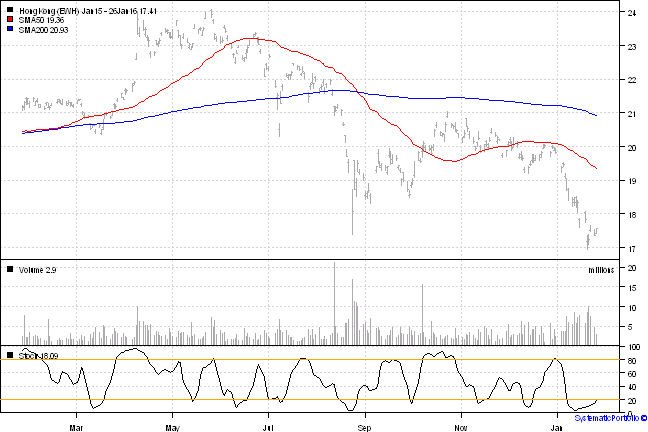 Hong Kong (EWH) Jan 15 - 26Jan16 17.41
SMA50 19.36
SMA200 20.93
24
23
22
21
20
19
18
17
Volume 2.9
millions
20
15
10
5
Stoch 18.09
100
80
60
40
20
0
Mar
May
Jul
Sep
Nov
Jan
SystematicPortfolio ©